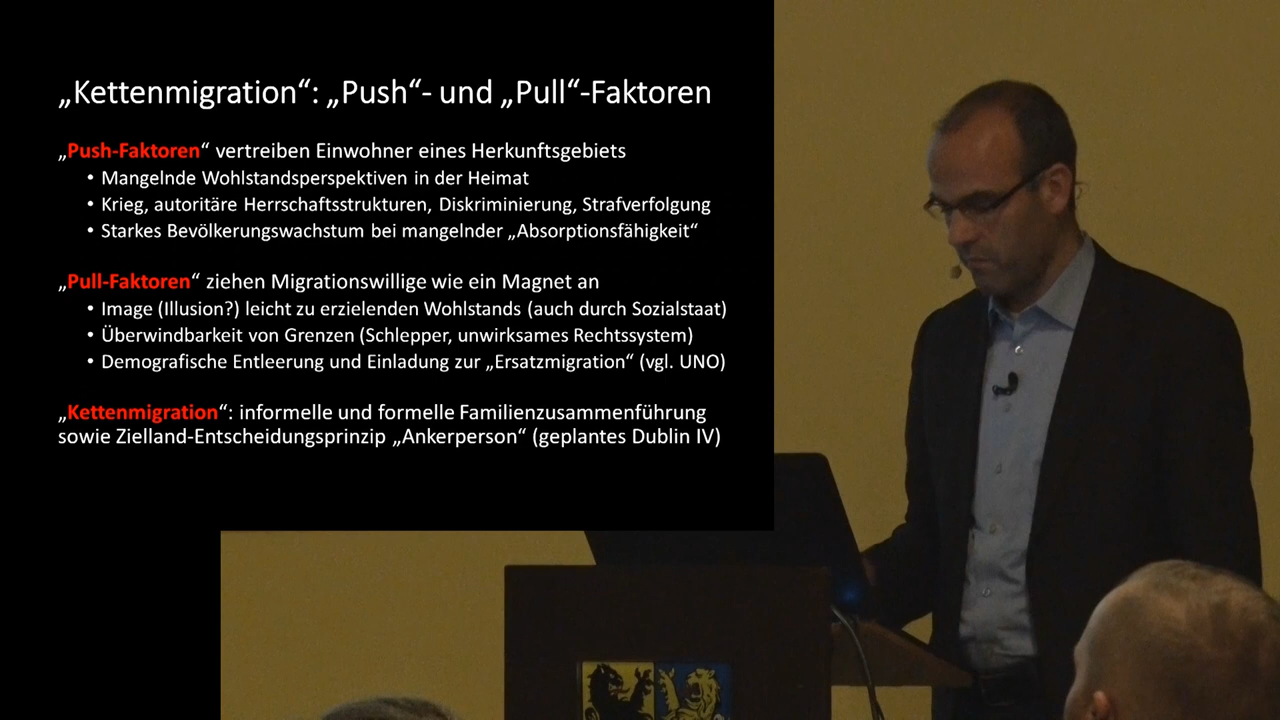 „Kettenmigration“: „Push“- und „Pull“-Faktoren
„Push-Faktoren“ vertreiben Einwohner eines Herkunftsgebiets
• Mangelnde Wohlstandsperspektiven in der Heimat
• Krieg, autoritäre Herrschaftsstrukturen, Diskriminierung, Strafverfolgung
• Starkes Bevölkerungswachstum bei mangelnder „Absorptionsfähigkeit“
„Pull-Faktoren“ ziehen Migrationswillige wie ein Magnet an
• Image (Illusion?) leicht zu erzielenden Wohlstands (auch durch Sozialstaat)
• Überwindbarkeit von Grenzen (Schlepper, unwirksames Rechtssystem)
• Demografische Entleerung und Einladung zur „Ersatzmigration“ (vgl. UNO)
„Kettenmigration“: informelle und formelle Familienzusammenführung
sowie Zielland-Entscheidungsprinzip „Ankerperson“ (geplantes Dublin IV)